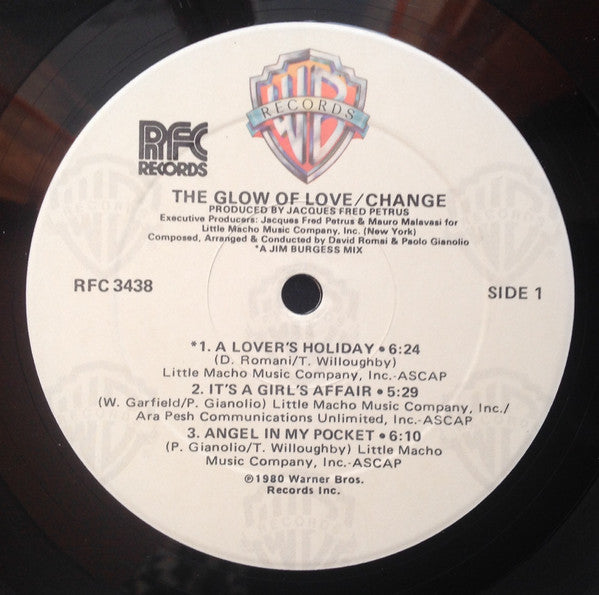 WB
RECORDS
RFC
RECORDS
THE GLOW OF LOVE/CHANGE
PRODUCED BY JACQUES FRED PETRUS
Executive Producers: Jacques Fred Petrus & Mauro Malavasi for
Little Macho Music Company, Inc. (New York)
Composed, Arranged & Conducted by David Romai & Paolo Gianolio
*A JIM BURGESS MIX
RFC 3438
SIDE 1
*1. A LOVER'S HOLIDAY • 6:24
(D. Romani/T. Willoughby)
Little Macho Music Company, Inc.-ASCAP
2. IT'S A GIRL'S AFFAIR • 5:29
(W. Garfield/P. Gianolio) Little Macho Music Company, Inc./
Ara Pesh Communications Unlimited, Inc.-ASCAP
3. ANGEL IN MY POCKET • 6:10
(P. Gianolio/T. Willoughby) Little Macho
Music Company, Inc.-ASCAP
℗1980 Warner Bros.
Records Inc.